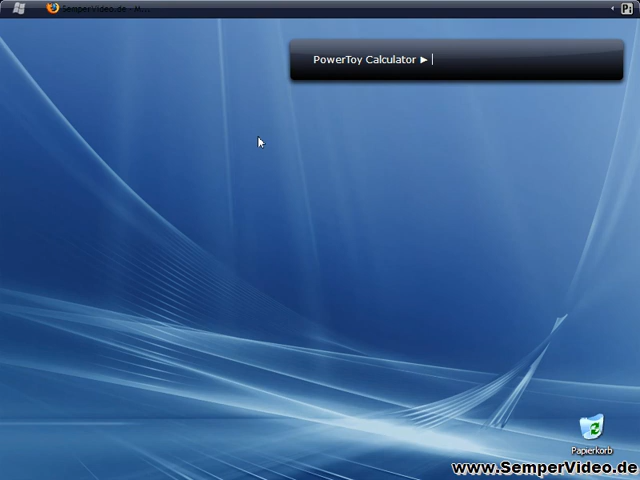 SemperVideo.de - M...
PowerToy Calculator ►
Papierkorb
www.SemperVideo.de